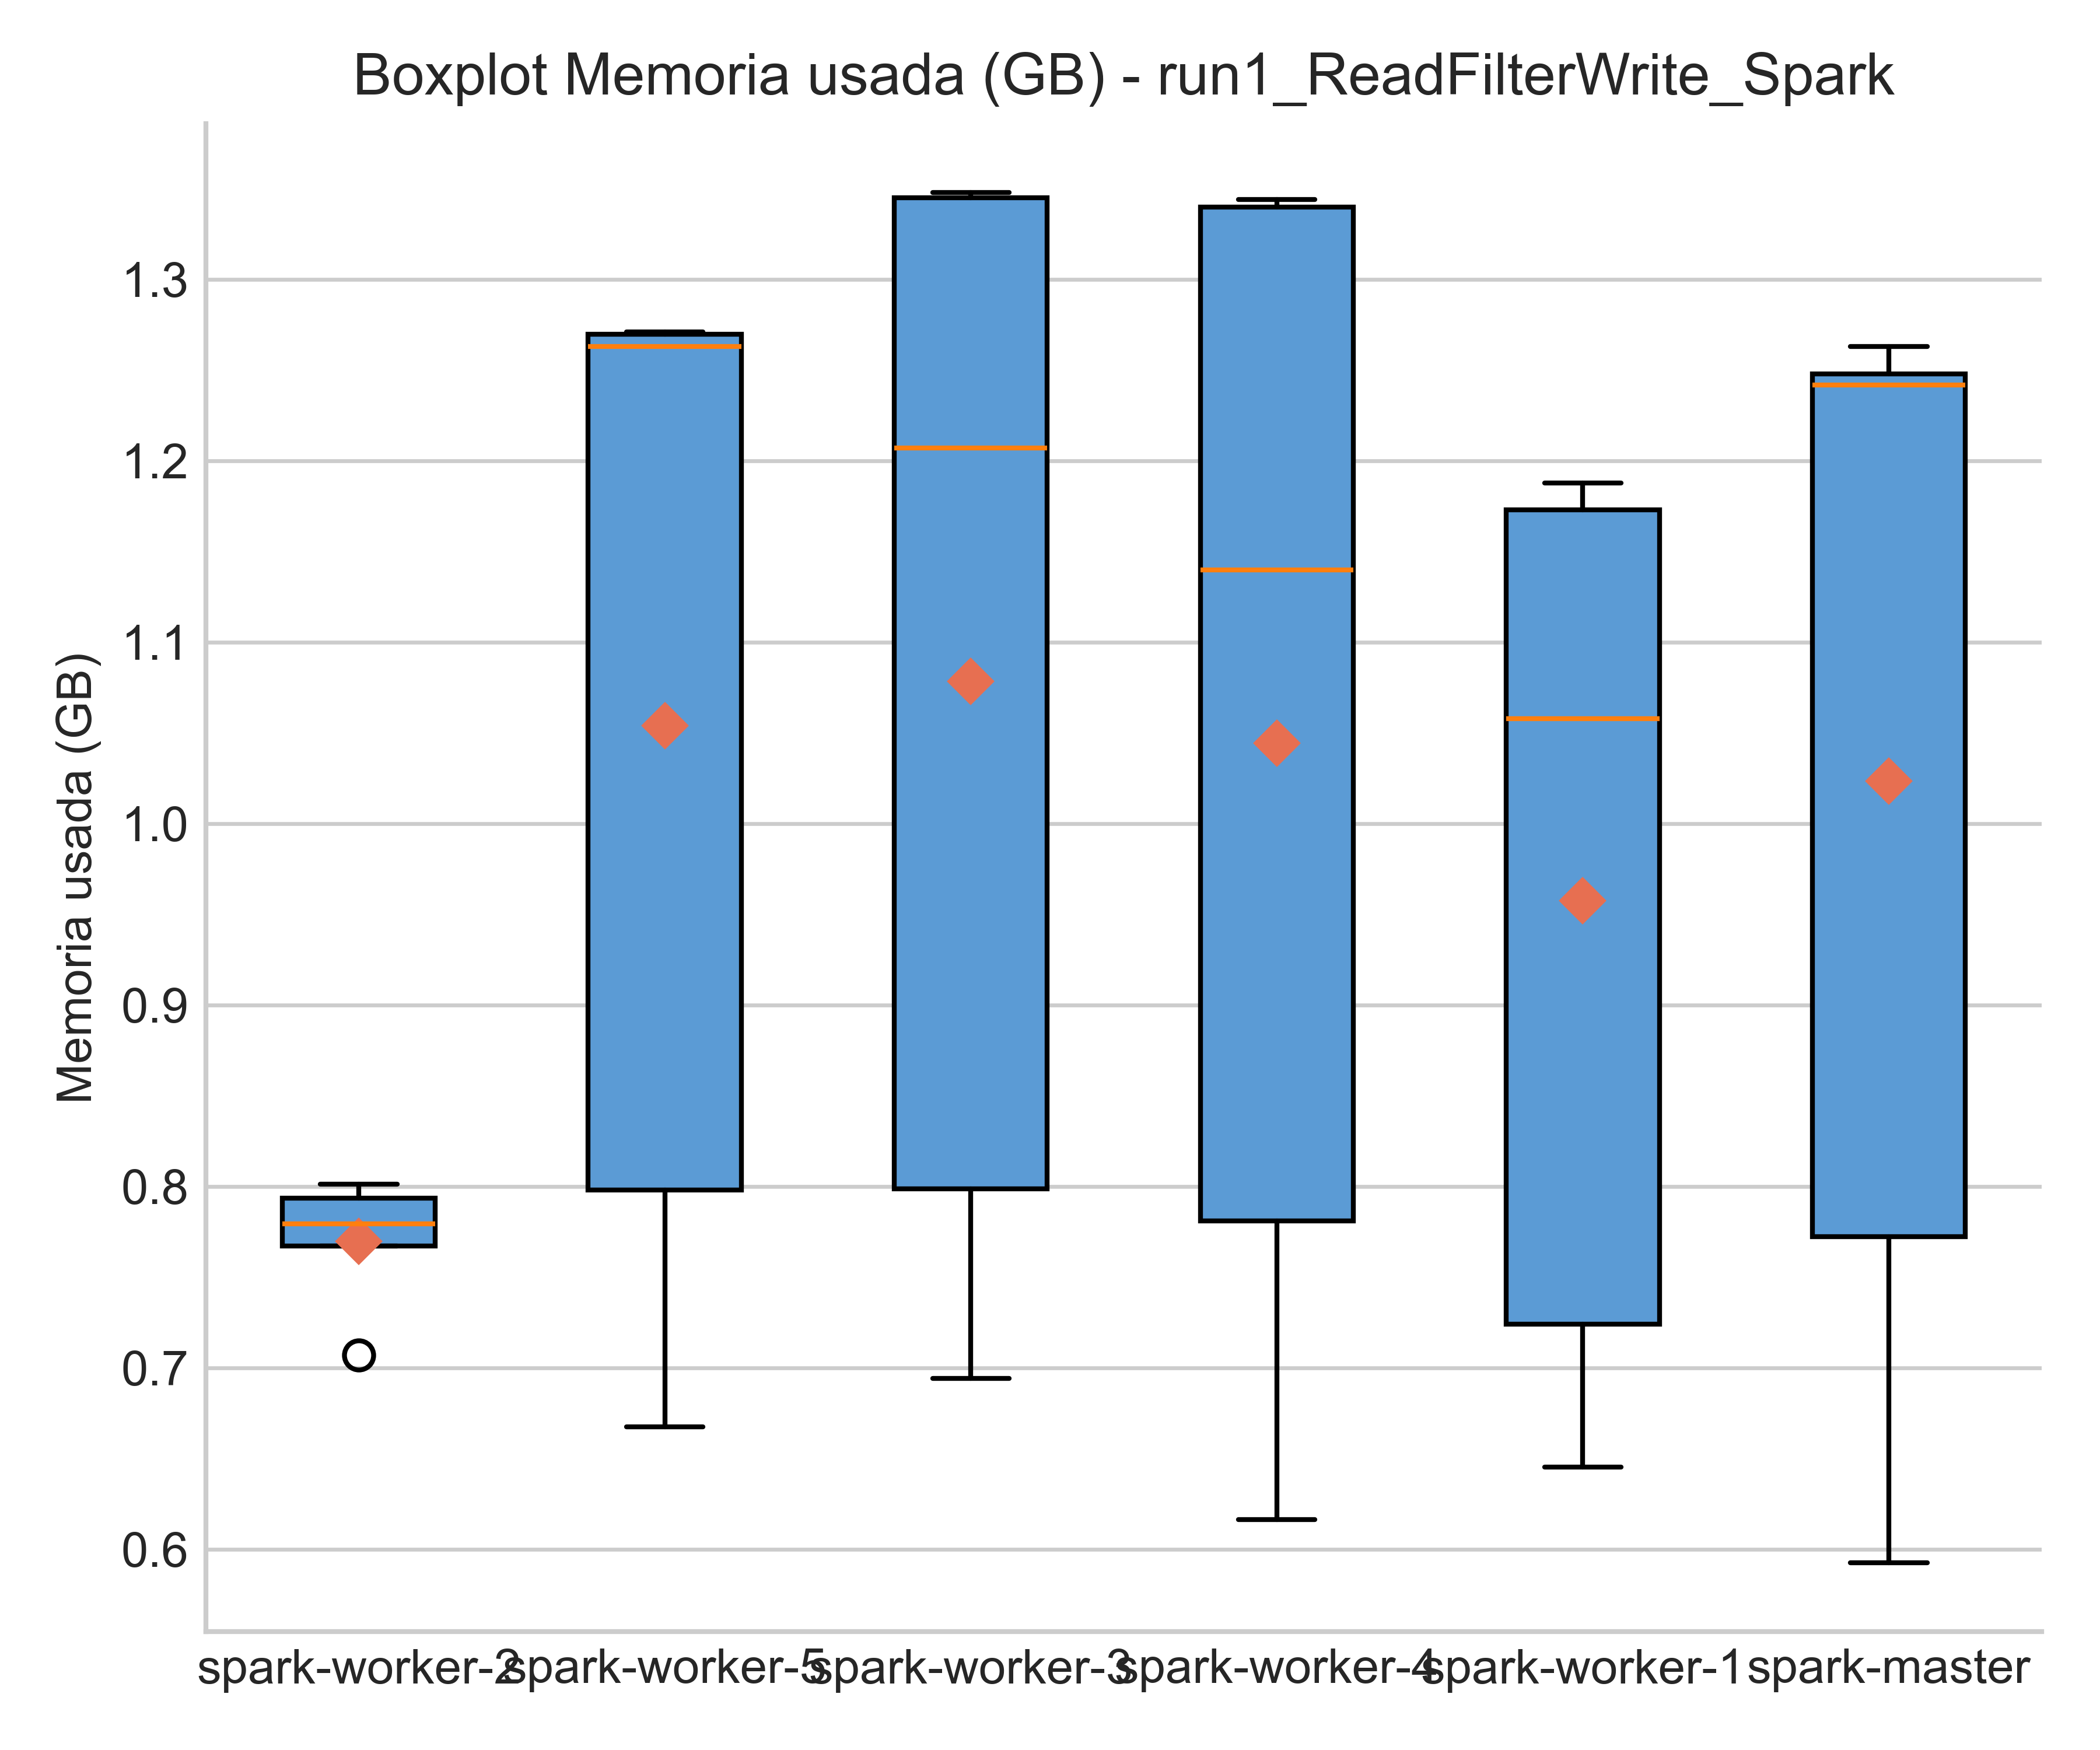 Boxplot Memoria usada (GB) - run1_ReadFilterWrite_Spark
Memoria usada (GB)
1.3
1.2
1.1
1.0
0.9
0.8
0.7
0.6
spark-worker-2 spark-worker-5 spark-worker-3 spark-worker-4 spark-worker-1 spark-master